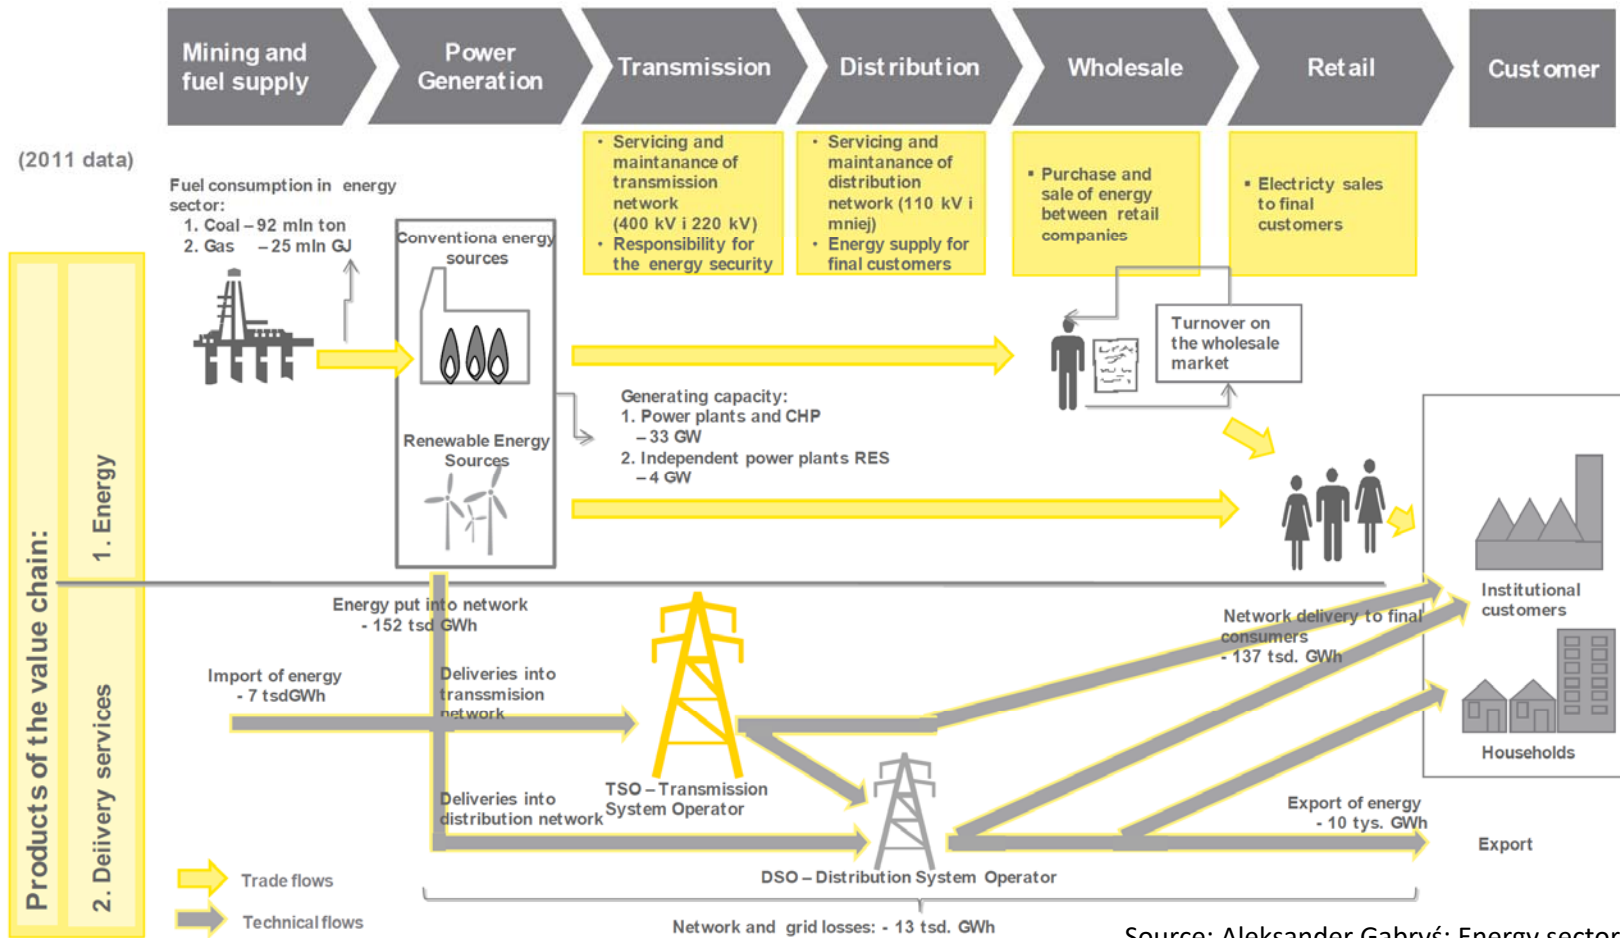 Mining and
fuel supply
Power
Generation
Transmission
Distribution
Wholesale
Retail
Customer
(2011 data)
• Servicing and
maintanance of
transmission
network
(400 kV i 220 kV)
• Responsibility for
the energy security
• Servicing and
maintanance of
distribution
network (110 kV i
mniej)
• Energy supply for
final customers
▪ Purchase and
sale of energy
between retail
companies
▪ Electricty sales
to final
customers
Fuel consumption in energy
sector:
1. Coal – 92 mln ton
2. Gas – 25 mln GJ
Conventiona energy
sources
Renewable Energy
Sources
Generating capacity:
1. Power plants and CHP
– 33 GW
2. Independent power plants RES
– 4 GW
Turnover on
the wholesale
market
Products of the value chain:
1. Energy
2. Delivery services
Energy put into network
- 152 tsd GWh
Import of energy
- 7 tsdGWh
Deliveries into
transsmision
network
Deliveries into
distribution network
TSO – Transmission
System Operator
DSO – Distribution System Operator
Network delivery to final
consumers
- 137 tsd. GWh
Institutional
customers
Households
Export of energy
- 10 tys. GWh
Export
Trade flows
Technical flows
Network and grid losses: - 13 tsd. GWh
Source: Aleksander Gabryś: Energy sector